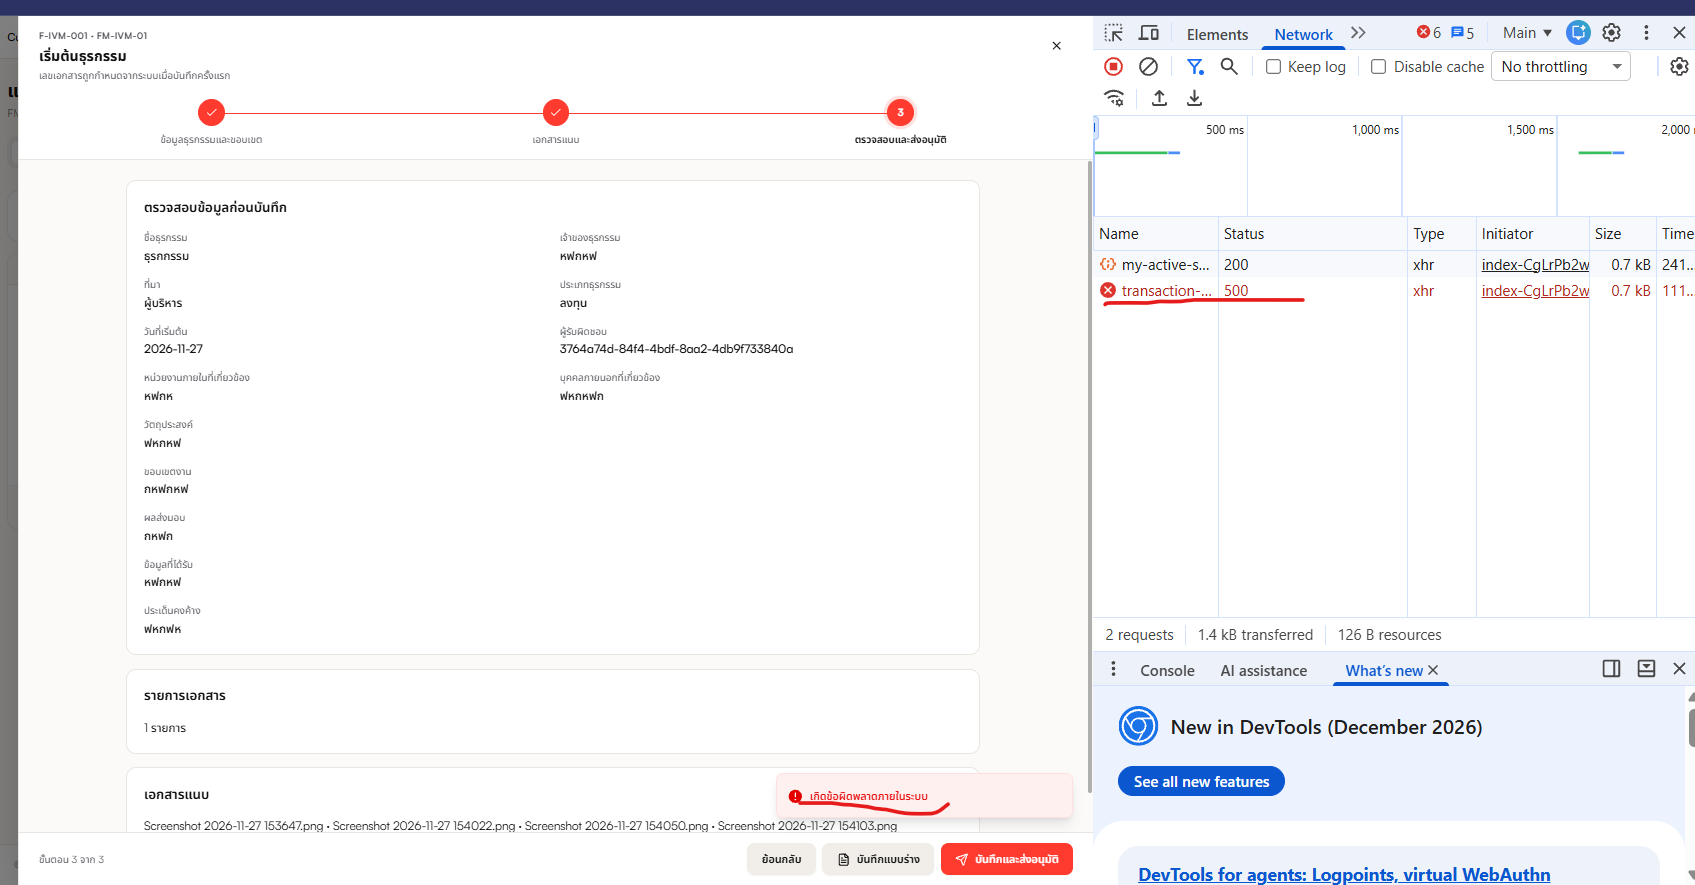 F-IVM-001 • FM-IVM-01
เริ่มต้นธุรกรรม
เลขเอกสารถูกกำหนดจากระบบเมื่อบันทึกครั้งแรก
3
ข้อมูลธุรกรรมและขอบเขต
เอกสารแนบ
ตรวจสอบและส่งอนุมัติ
ตรวจสอบข้อมูลก่อนบันทึก
ชื่อธุรกรรม
ธุรกกรรม
เจ้าของธุรกรรม
หฟกหฟ
ที่มา
ผู้บริหาร
ประเภทธุรกรรม
ลงทุน
วันที่เริ่มต้น
2026-11-27
ผู้รับผิดชอบ
3764a74d-84f4-4bdf-8aa2-4db9f733840a
หน่วยงานภายในที่เกี่ยวข้อง
หฟกห
บุคคลภายนอกที่เกี่ยวข้อง
ฟหกหฟก
วัตถุประสงค์
ฟหกหฟ
ขอบเขตงาน
กหฟกหฟ
ผลส่งมอบ
กหฟก
ข้อมูลที่ได้รับ
หฟกหฟ
ประเด็นคงค้าง
ฟหกฟห
รายการเอกสาร
1 รายการ
เอกสารแนบ
Screenshot 2026-11-27 153647.png • Screenshot 2026-11-27 154022.png • Screenshot 2026-11-27 154050.png • Screenshot 2026-11-27 154103.png
เกิดข้อผิดพลาดภายในระบบ
ขั้นตอน 3 จาก 3
ย้อนกลับ
บันทึกแบบร่าง
บันทึกและส่งอนุมัติ
Elements Network 6 5 Main
Keep log Disable cache No throttling
500 ms 1,000 ms 1,500 ms 2,000
Name Status Type Initiator Size Time
my-active-s... 200 xhr index-CgLrPb2w 0.7 kB 241...
transaction-... 500 xhr index-CgLrPb2w 0.7 kB 111...
2 requests 1.4 kB transferred 126 B resources
Console AI assistance What's new
New in DevTools (December 2026)
See all new features
DevTools for agents: Logpoints, virtual WebAuthn